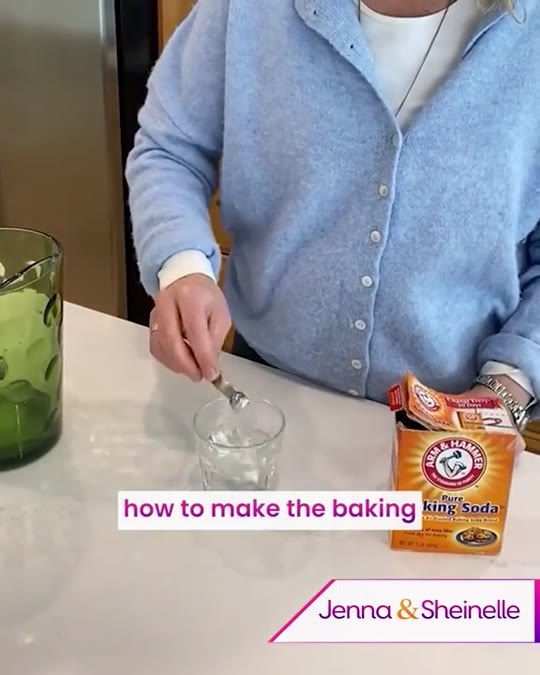 ARM & HAMMER
Pure
king Soda
how to make the baking
Jenna & Sheinelle